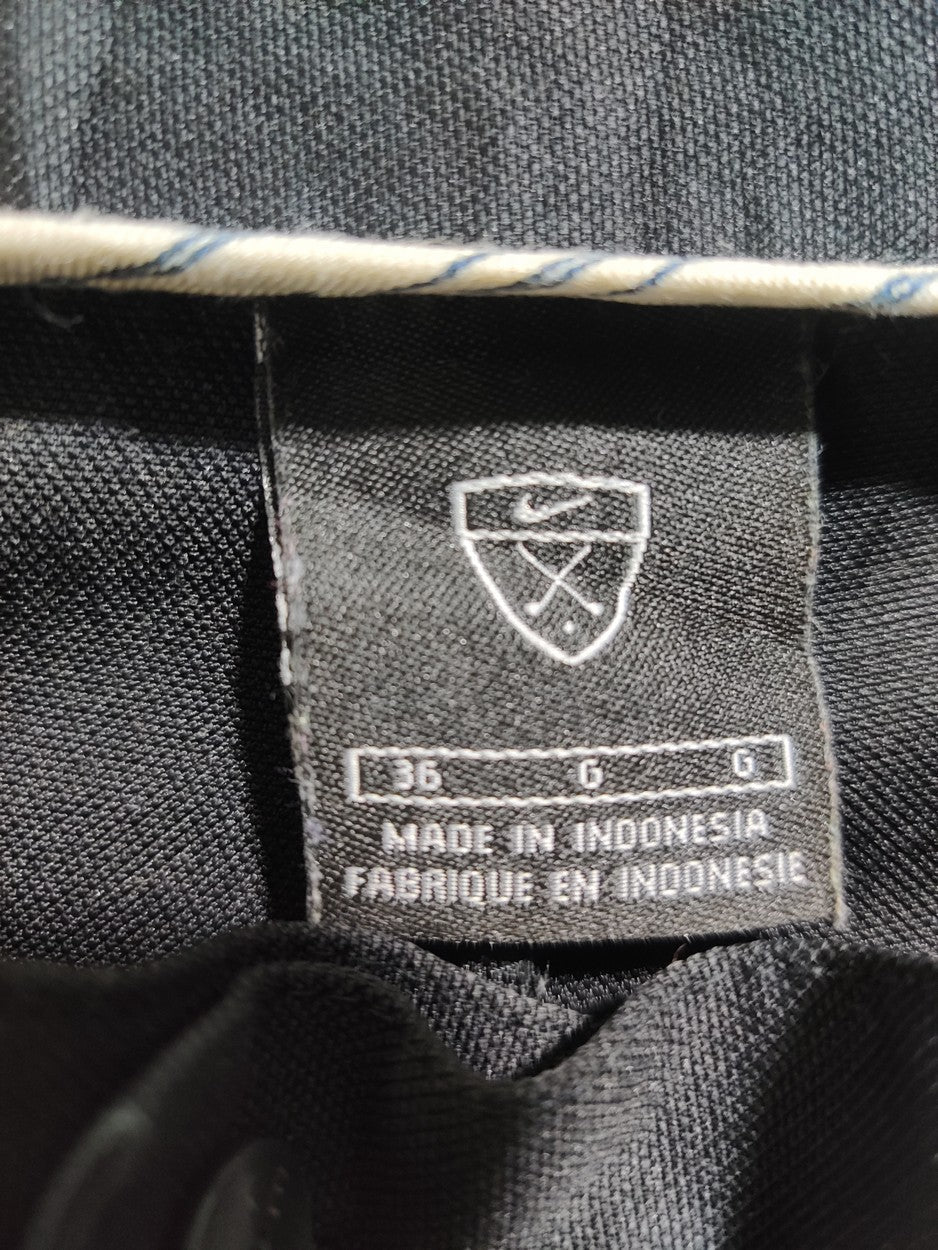 36 G G
MADE IN INDONESIA
FABRIQUE EN INDONESIE